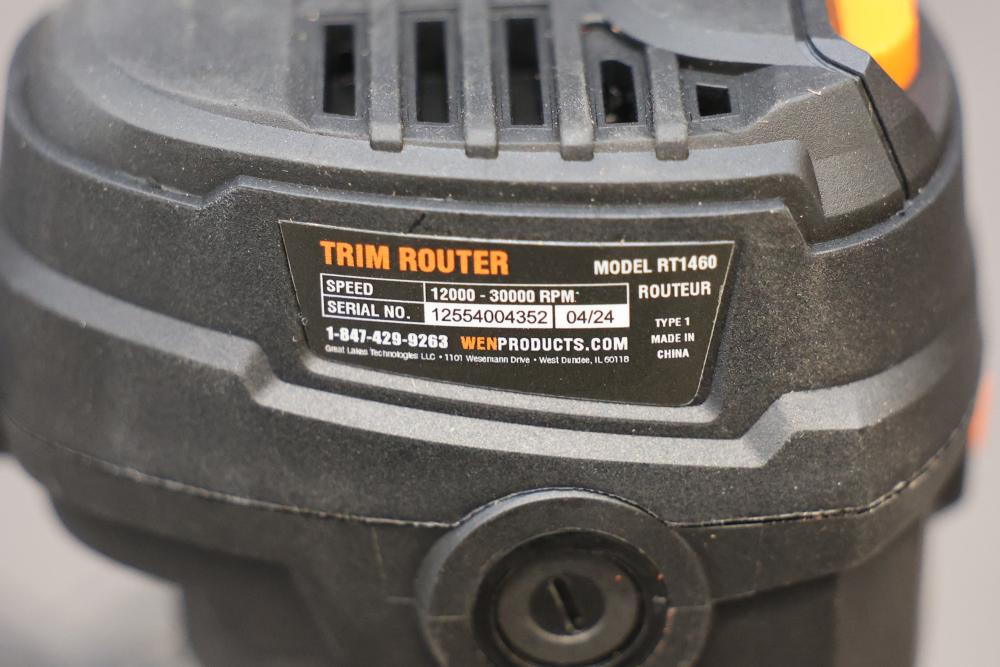 TRIM ROUTER
MODEL RT1460
SPEED 12000 - 30000 RPM
ROUTEUR
SERIAL NO. 12554004352 04/24
TYPE 1
MADE IN
CHINA
1-847-429-9263 WENPRODUCTS.COM
Great Lakes Technologies LLC • 1101 Wesemann Drive • West Dundee, IL 60118